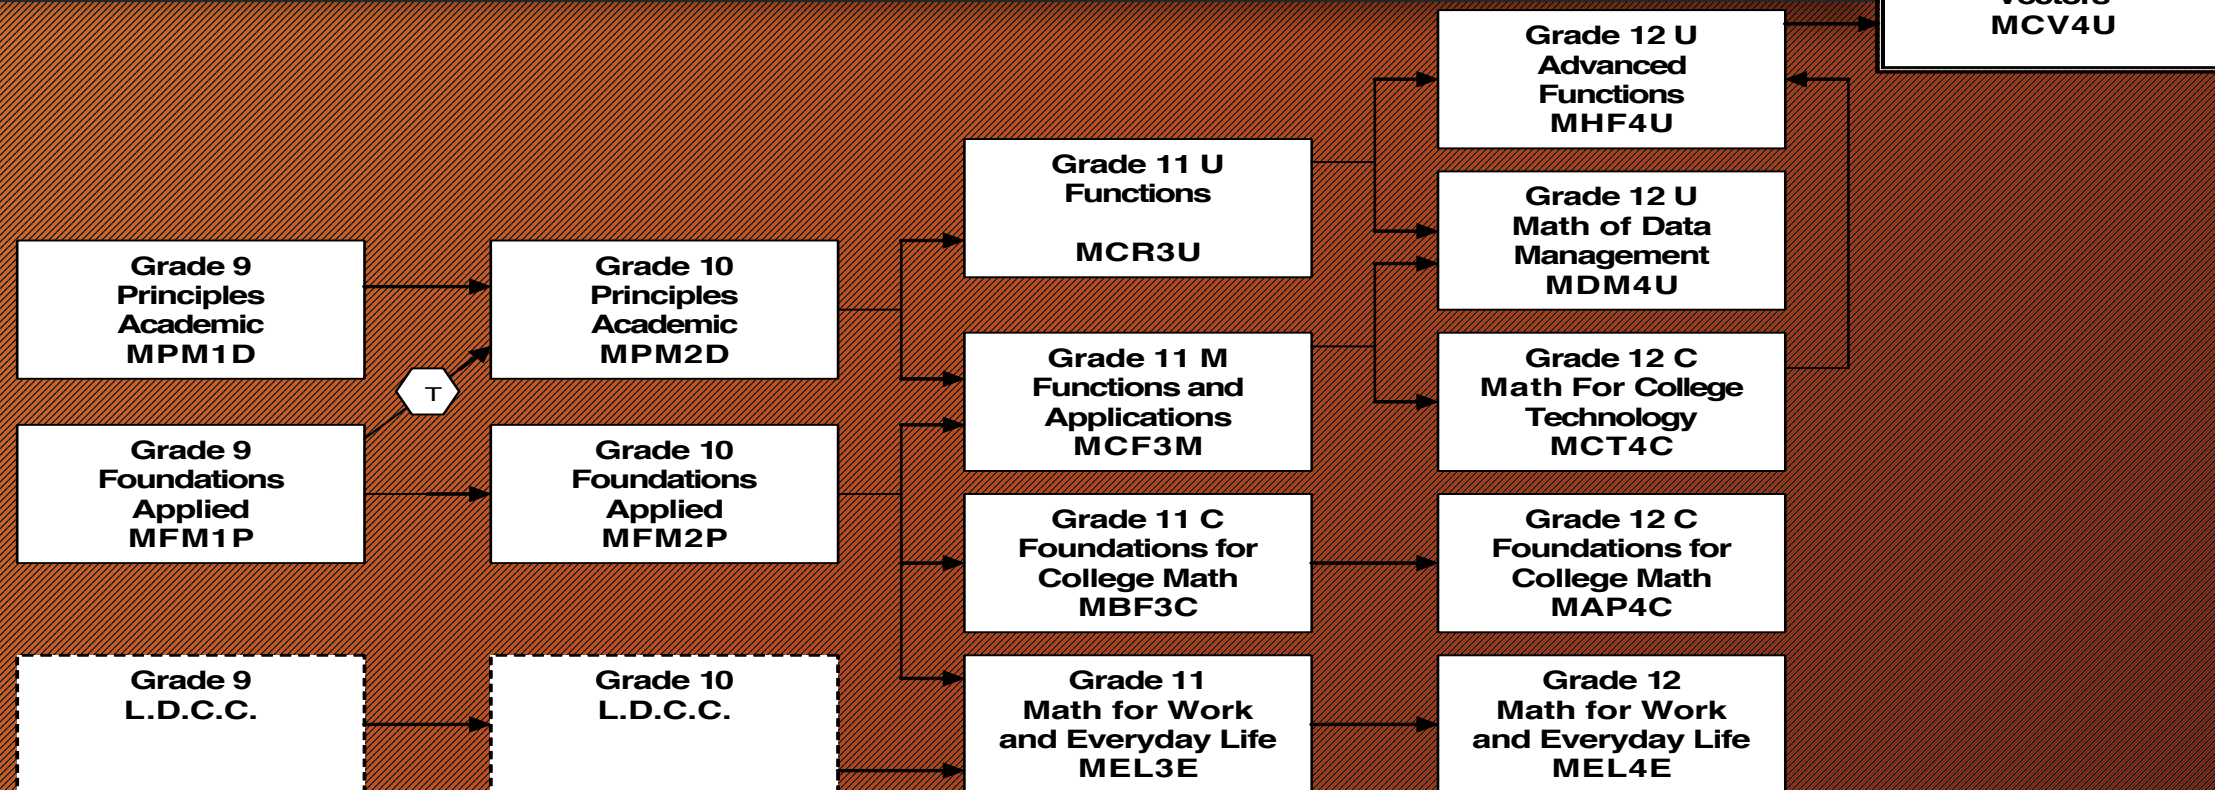 MCV4U
Grade 12 U
Advanced
Functions
MHF4U
Grade 11 U
Functions
MCR3U
Grade 12 U
Math of Data
Management
MDM4U
Grade 9
Principles
Academic
MPM1D
Grade 10
Principles
Academic
MPM2D
T
Grade 11 M
Functions and
Applications
MCF3M
Grade 12 C
Math For College
Technology
MCT4C
Grade 9
Foundations
Applied
MFM1P
Grade 10
Foundations
Applied
MFM2P
Grade 11 C
Foundations for
College Math
MBF3C
Grade 12 C
Foundations for
College Math
MAP4C
Grade 9
L.D.C.C.
Grade 10
L.D.C.C.
Grade 11
Math for Work
and Everyday Life
MEL3E
Grade 12
Math for Work
and Everyday Life
MEL4E